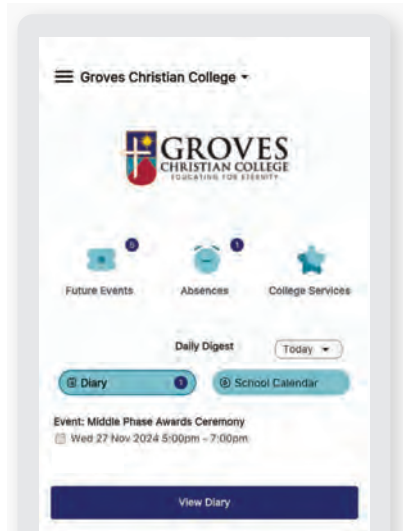 Groves Christian College
GROVES
CHRISTIAN COLLEGE
EDUCATING FOR ETERNITY
5
1
Future Events
Absences
College Services
Daily Digest
Today
Diary
1
School Calendar
Event: Middle Phase Awards Ceremony
Wed 27 Nov 2024 5:00pm - 7:00pm
View Diary